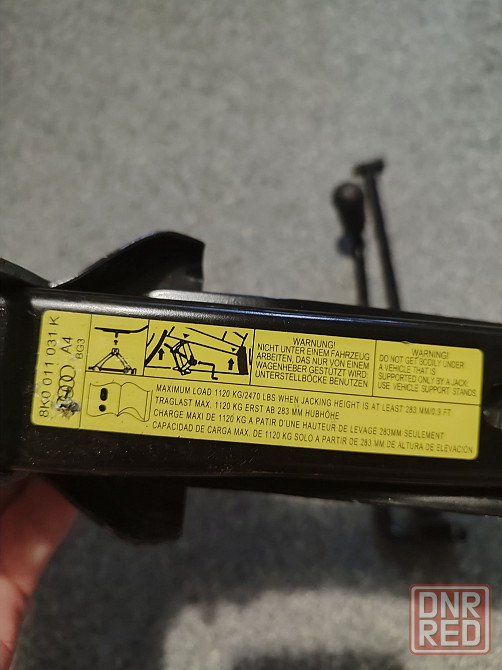 8K0 011 031 K
A4
BG3
WARNUNG!
NICHT UNTER EINEM FAHRZEUG
ARBEITEN, DAS NUR VON EINEM
WAGENHEBER GESTÜTZT WIRD:
UNTERSTELLBÖCKE BENUTZEN
WARNING!
DO NOT GET BODILY UNDER
A VEHICLE THAT IS
SUPPORTED ONLY BY A JACK:
USE VEHICLE SUPPORT STANDS.
MAXIMUM LOAD 1120 KG/2470 LBS WHEN JACKING HEIGHT IS AT LEAST 283 MM/0.9 FT
TRAGLAST MAX. 1120 KG ERST AB 283 MM HUBHÖHE
CHARGE MAXI DE 1120 KG A PATIR D'UNE HAUTEUR DE LEVAGE 283MM SEULEMENT
CAPACIDAD DE CARGA MAX. DE 1120 KG SOLO A PARTIR DE 283 MM DE ALTURA DE ELEVACIÓN
DNR
RED